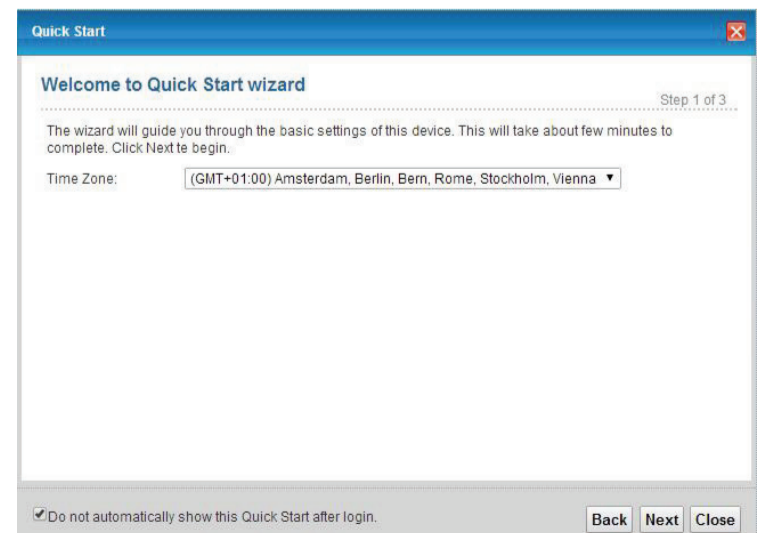 Quick Start
Welcome to Quick Start wizard
Step 1 of 3
The wizard will guide you through the basic settings of this device. This will take about few minutes to
complete. Click Next te begin.
Time Zone: (GMT+01:00) Amsterdam, Berlin, Bern, Rome, Stockholm, Vienna
Do not automatically show this Quick Start after login.
Back Next Close